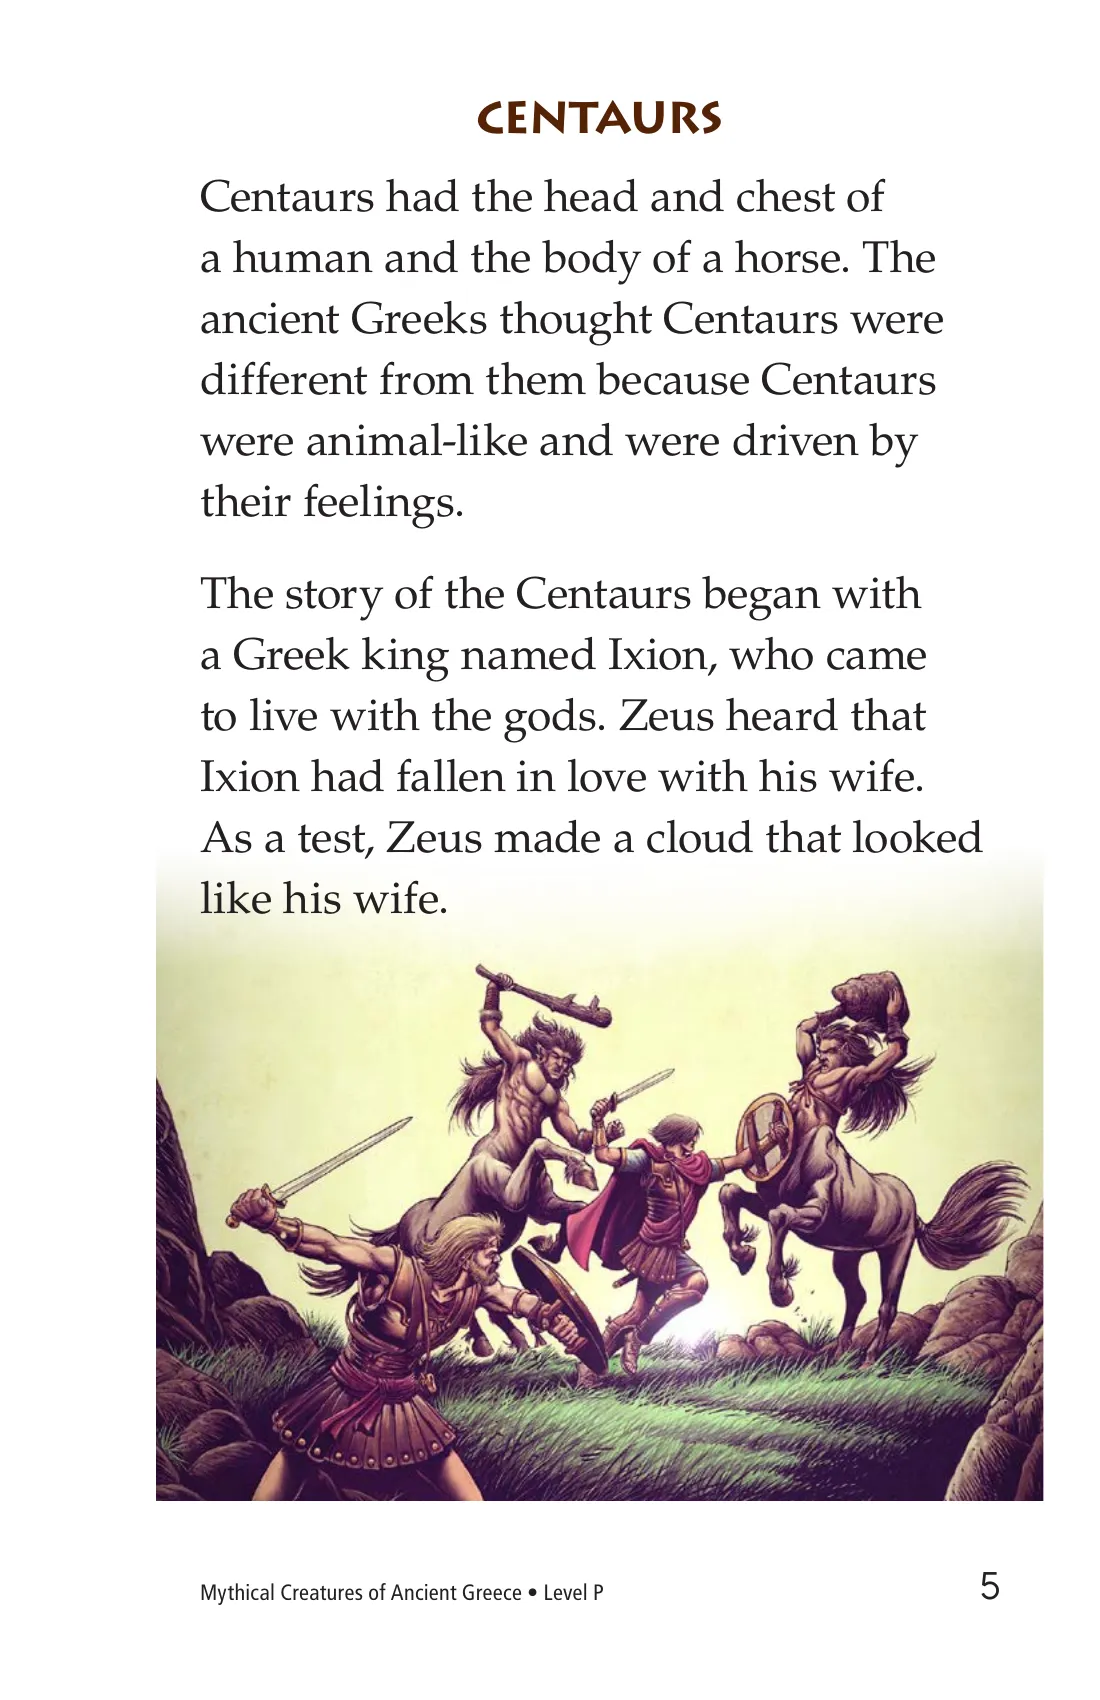 CENTAURS
Centaurs had the head and chest of
a human and the body of a horse. The
ancient Greeks thought Centaurs were
different from them because Centaurs
were animal-like and were driven by
their feelings.
The story of the Centaurs began with
a Greek king named Ixion, who came
to live with the gods. Zeus heard that
Ixion had fallen in love with his wife.
As a test, Zeus made a cloud that looked
like his wife.
Mythical Creatures of Ancient Greece • Level P
5